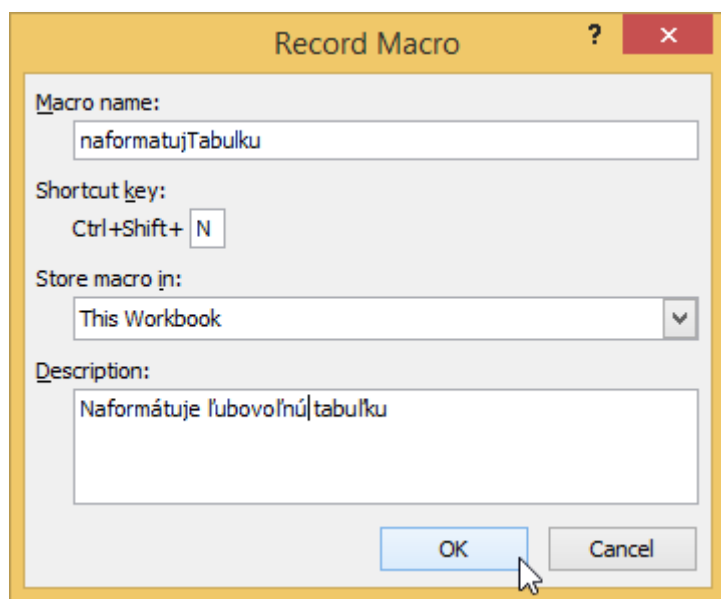 Record Macro
?
Macro name:
naformatujTabulku
Shortcut key:
Ctrl+Shift+ N
Store macro in:
This Workbook
Description:
Naformátuje ľubovoľnú tabuľku
OK
Cancel